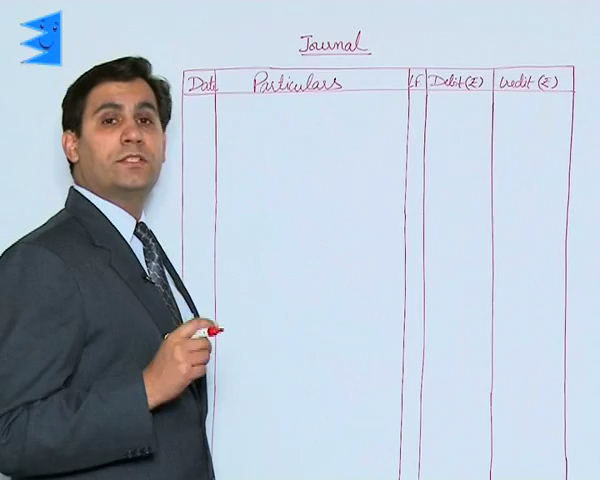 Journal
Date Particulars LF Debit (₹) Credit (₹)